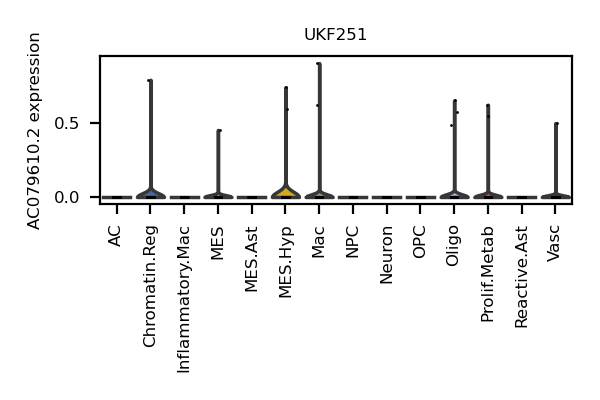 UKF251
AC079610.2 expression
0.5
0.0
AC
Chromatin.Reg
Inflammatory.Mac
MES
MES.Ast
MES.Hyp
Mac
NPC
Neuron
OPC
Oligo
Prolif.Metab
Reactive.Ast
Vasc